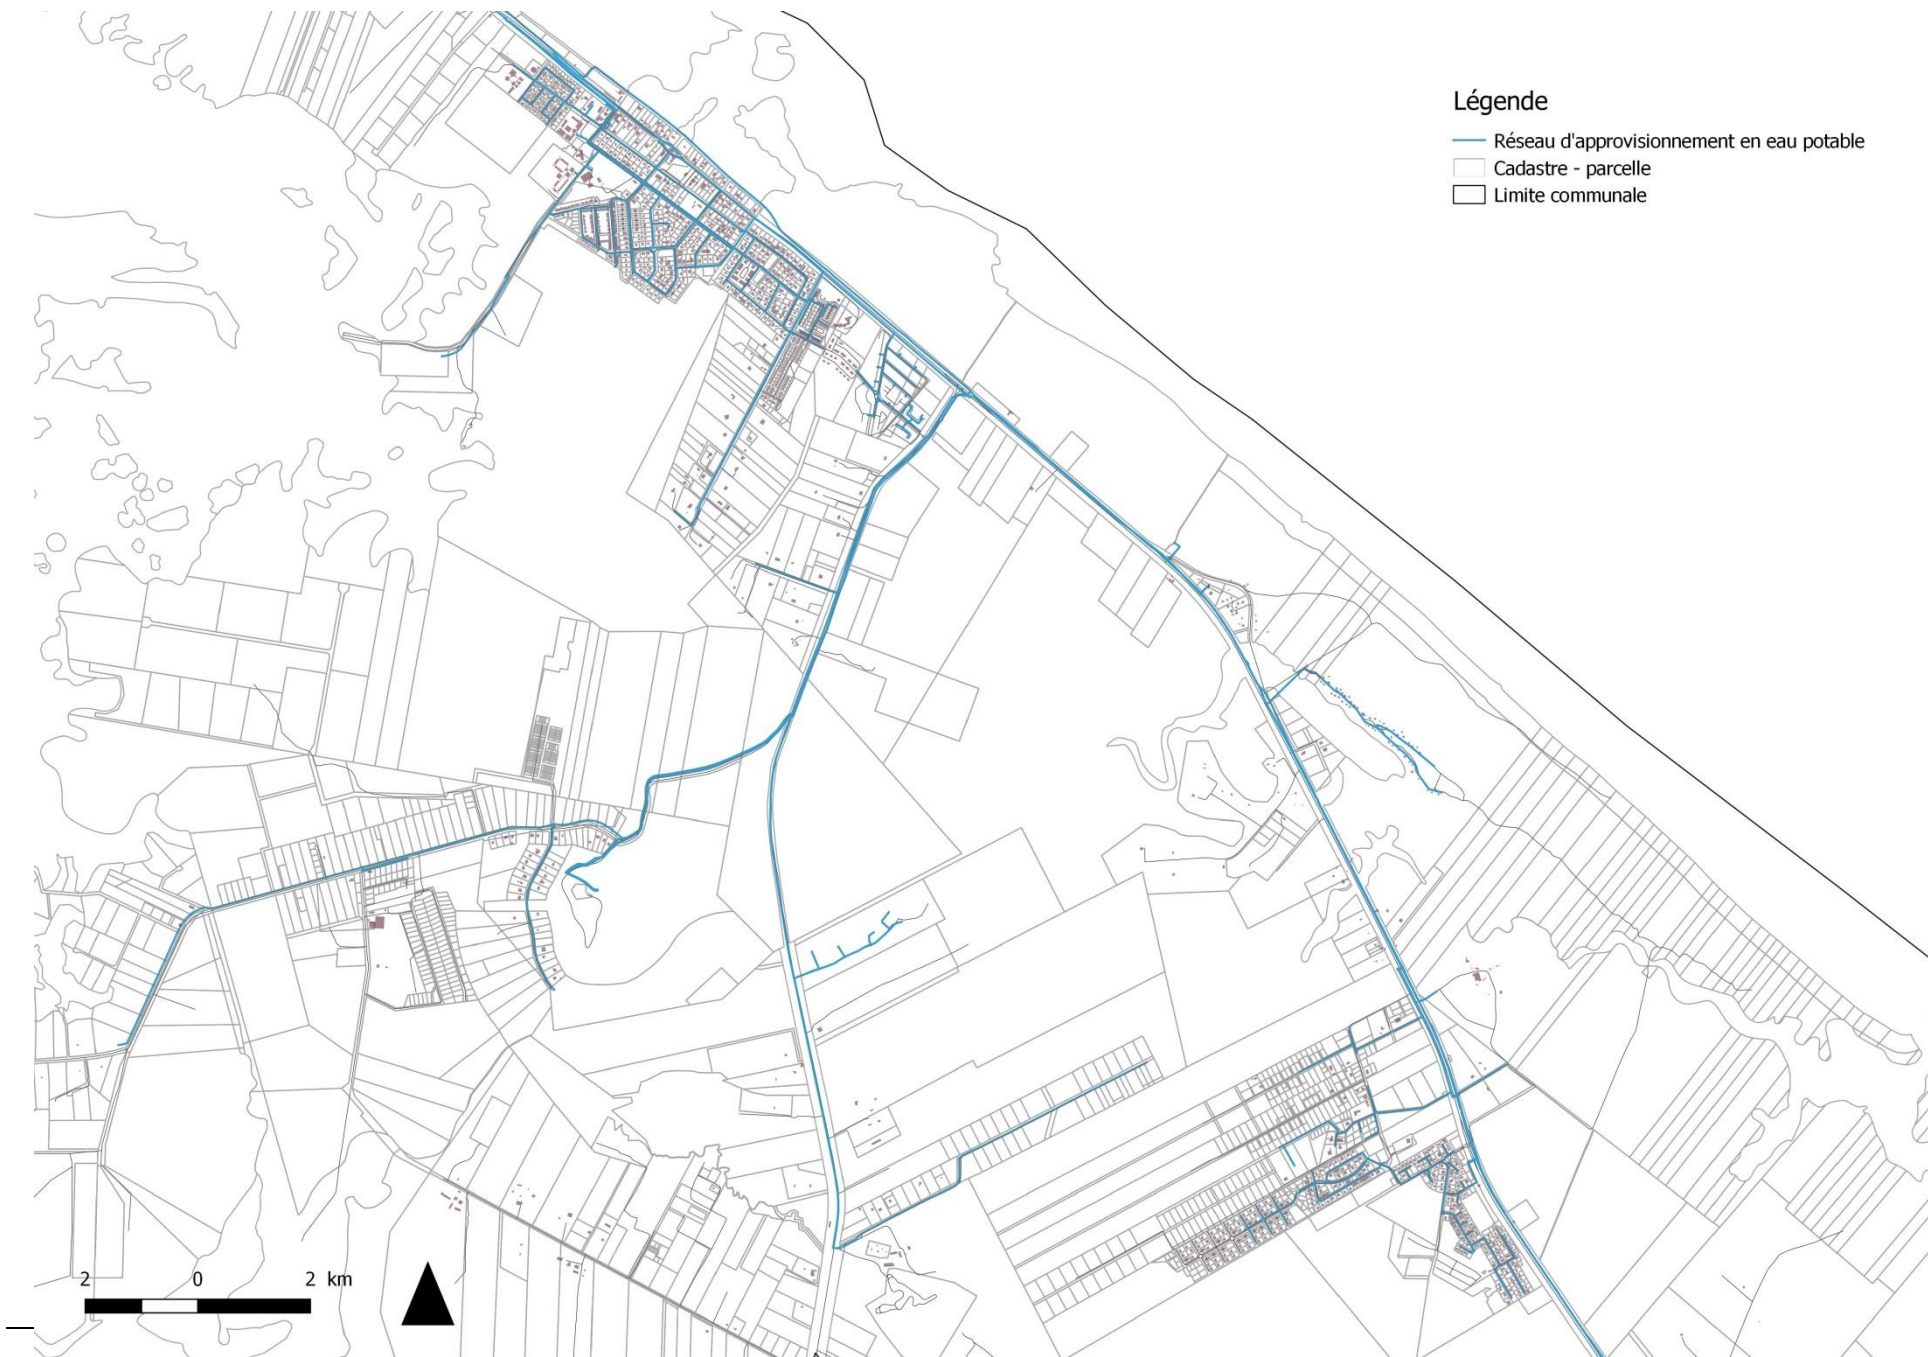 Légende
Réseau d'approvisionnement en eau potable
Cadastre - parcelle
Limite communale
2 0 2 km